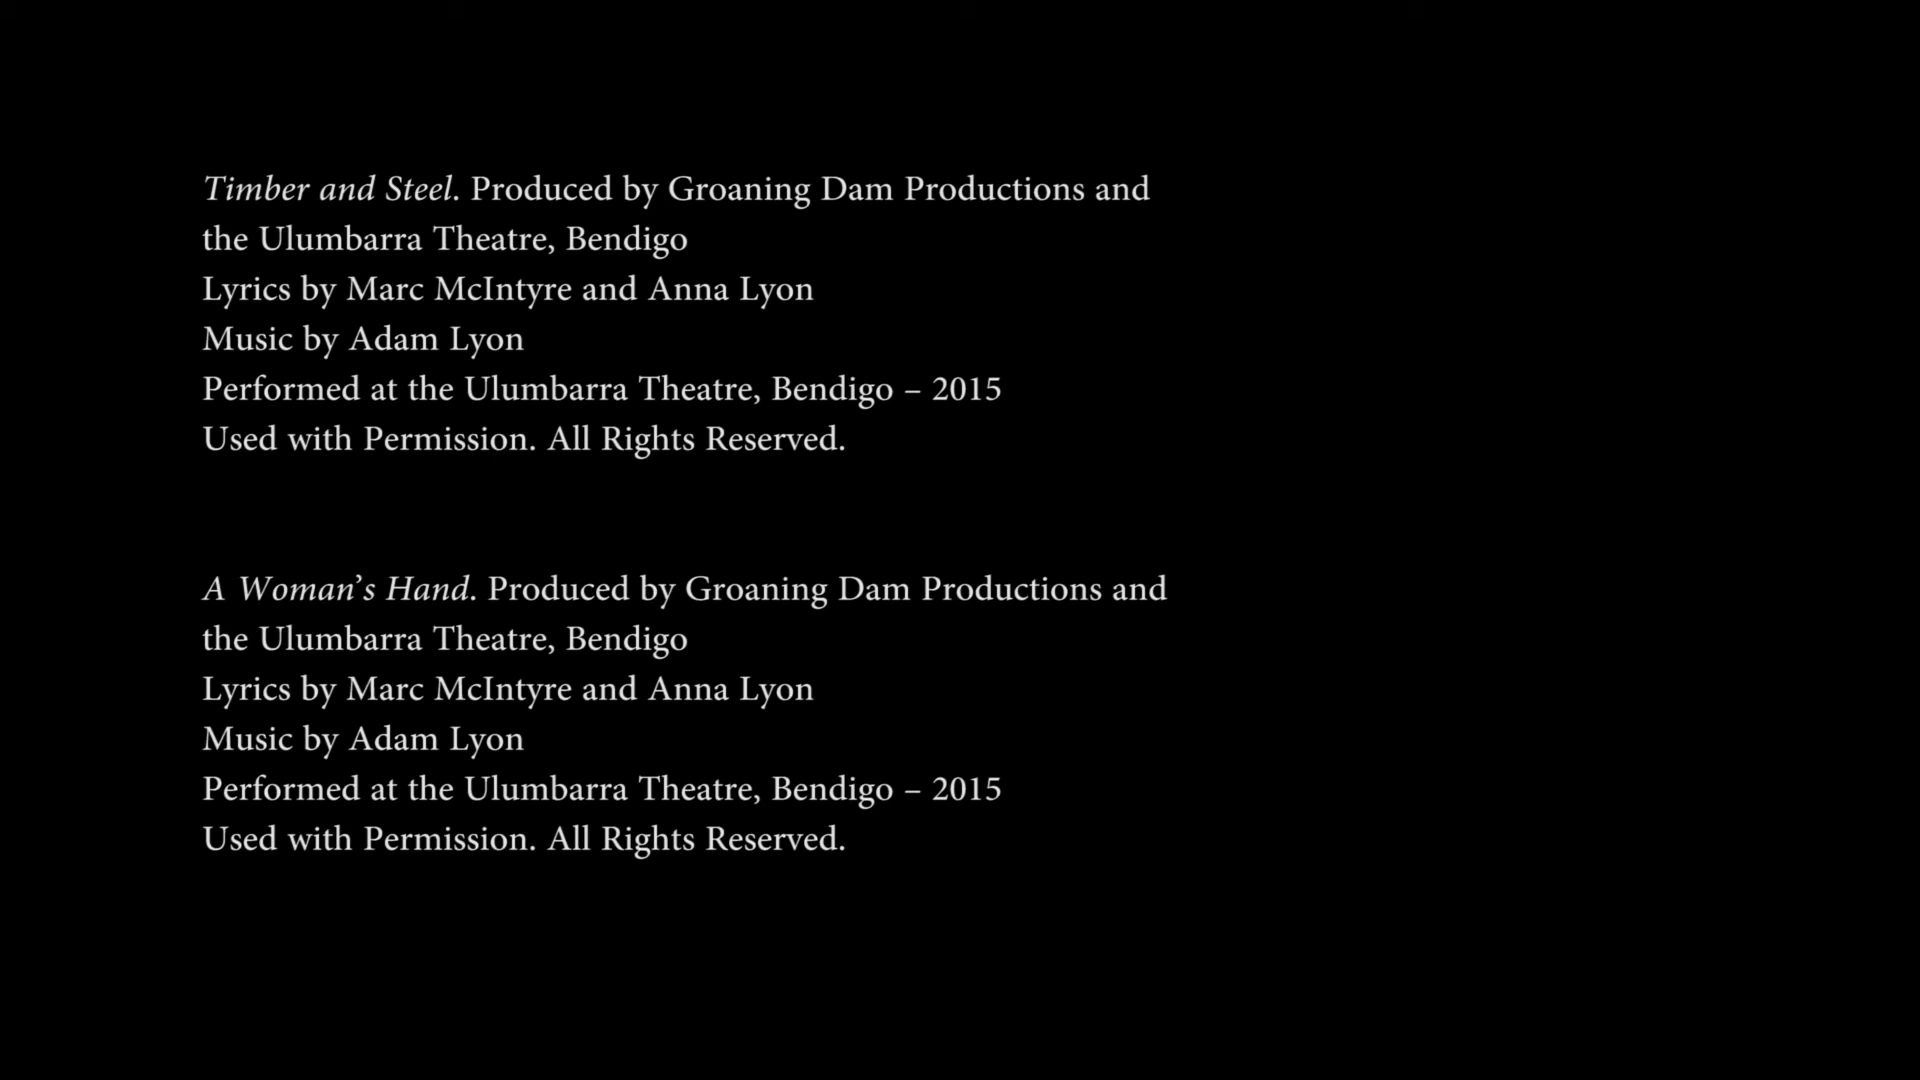 Timber and Steel. Produced by Groaning Dam Productions and
the Ulumbarra Theatre, Bendigo
Lyrics by Marc McIntyre and Anna Lyon
Music by Adam Lyon
Performed at the Ulumbarra Theatre, Bendigo – 2015
Used with Permission. All Rights Reserved.
A Woman’s Hand. Produced by Groaning Dam Productions and
the Ulumbarra Theatre, Bendigo
Lyrics by Marc McIntyre and Anna Lyon
Music by Adam Lyon
Performed at the Ulumbarra Theatre, Bendigo – 2015
Used with Permission. All Rights Reserved.